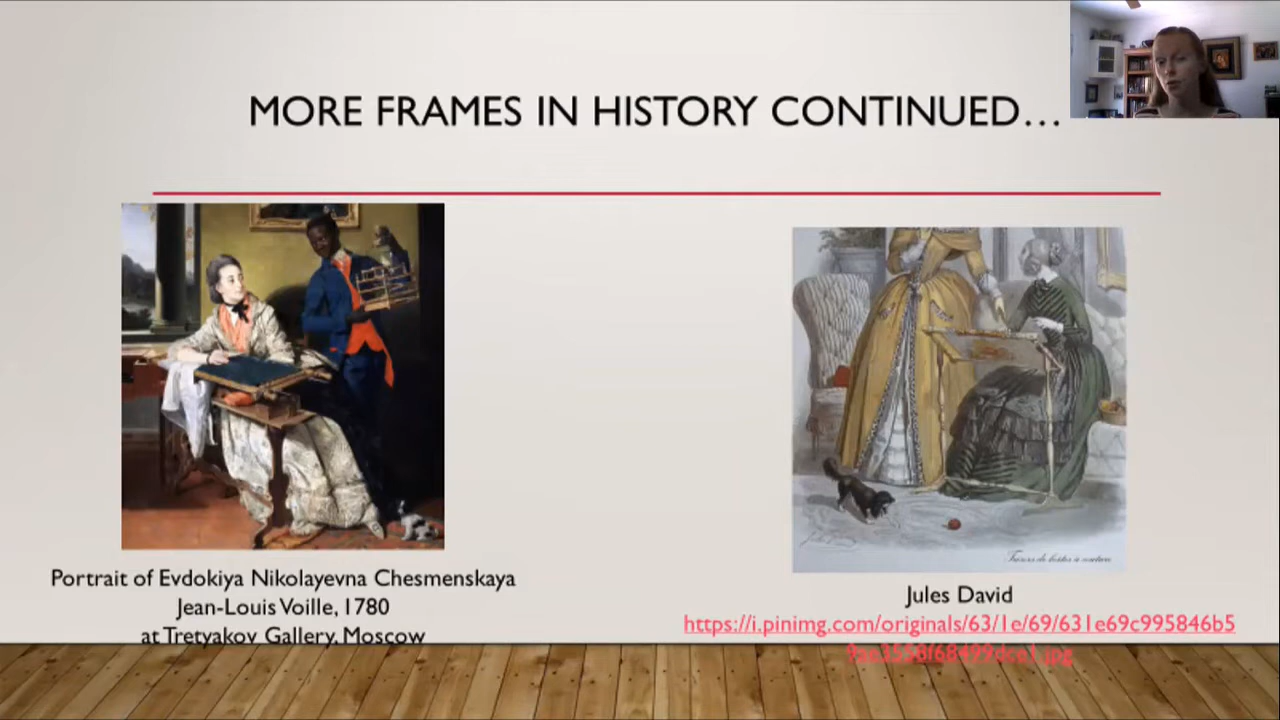 MORE FRAMES IN HISTORY CONTINUED…
Portrait of Evdokiya Nikolayevna Chesmenskaya
Jean-Louis Voille, 1780
at Tretyakov Gallery, Moscow
Jules David
https://i.pinimg.com/originals/63/1e/69/631e69c995846b5
9ae3558f68499dce1.jpg